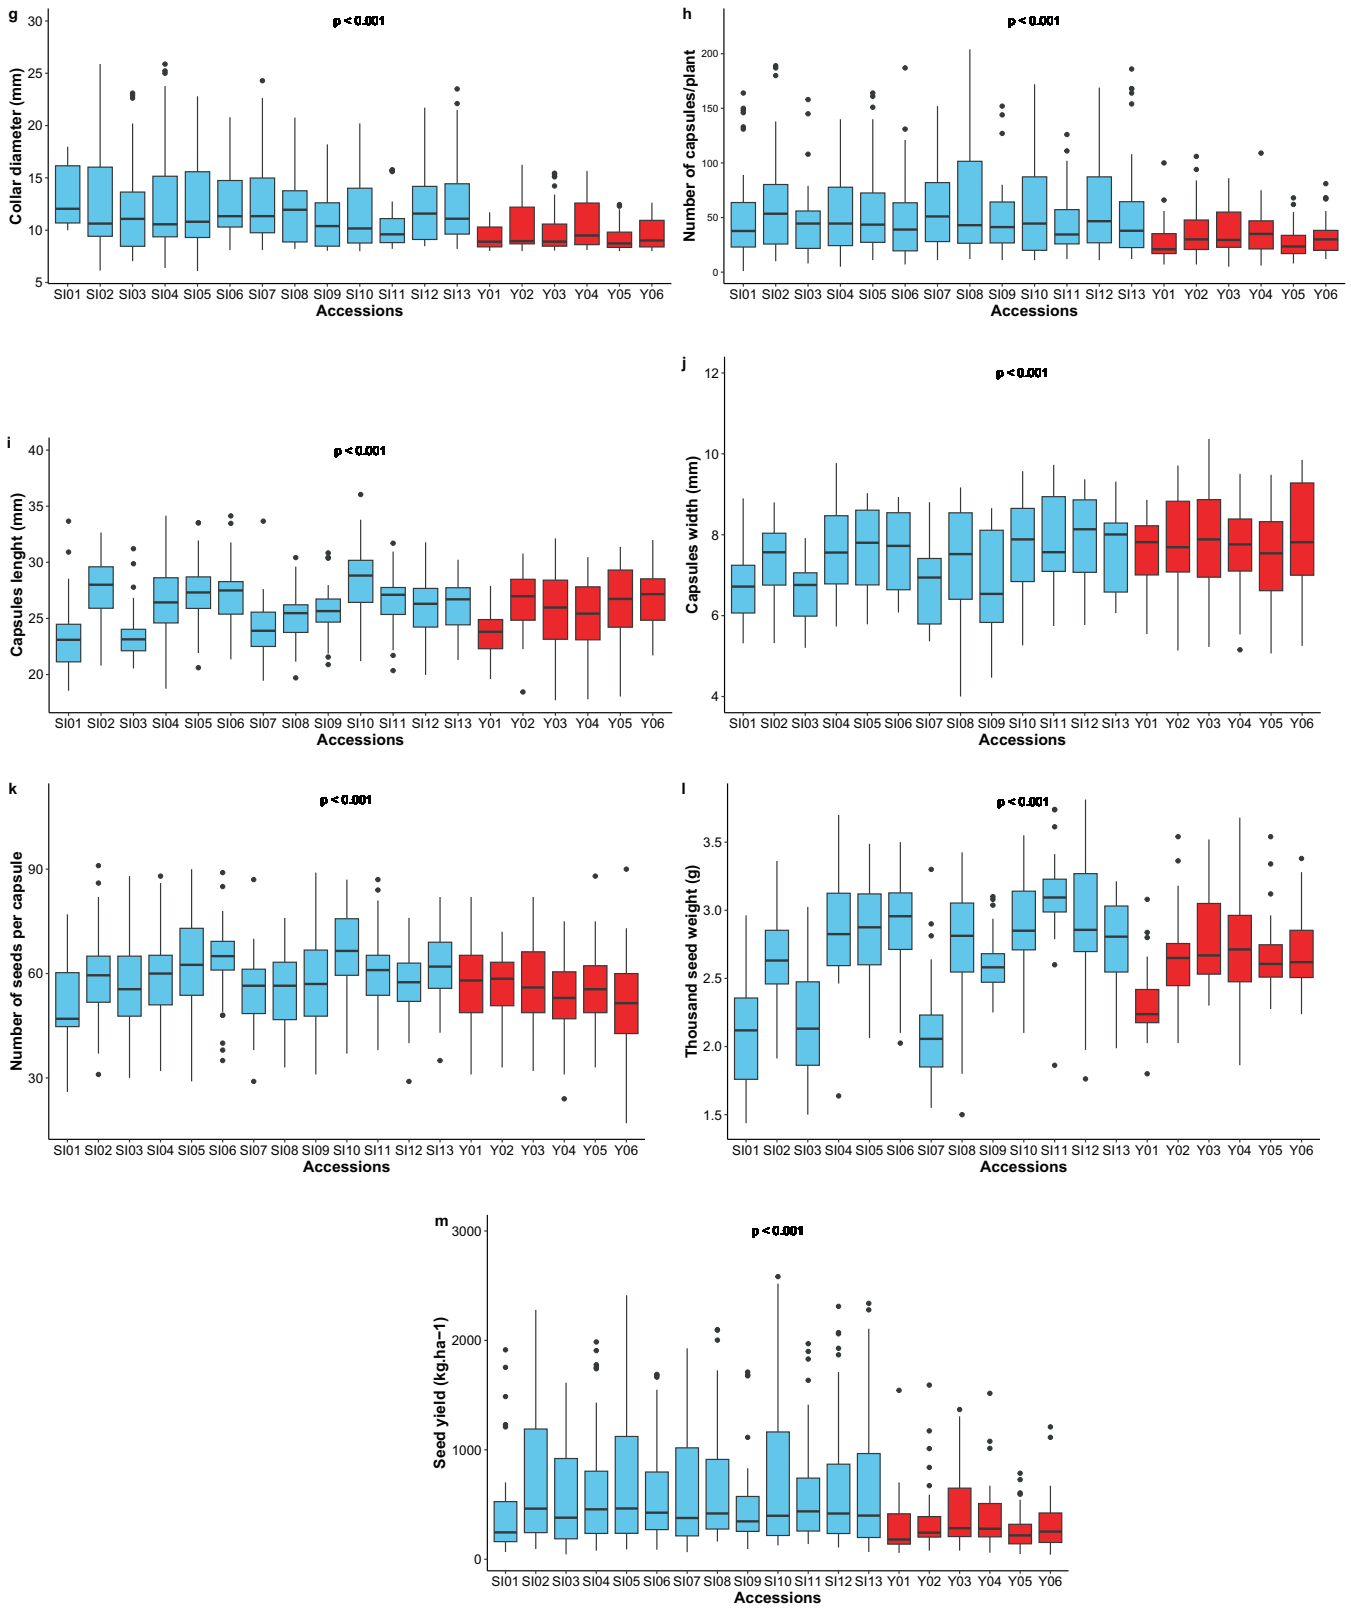 g
p < 0.001
Collar diameter (mm)
30
25
20
15
10
5
SI01 SI02 SI03 SI04 SI05 SI06 SI07 SI08 SI09 SI10 SI11 SI12 SI13 Y01 Y02 Y03 Y04 Y05 Y06
Accessions
h
p < 0.001
Number of capsules/plant
200
150
100
50
0
SI01 SI02 SI03 SI04 SI05 SI06 SI07 SI08 SI09 SI10 SI11 SI12 SI13 Y01 Y02 Y03 Y04 Y05 Y06
Accessions
i
p < 0.001
Capsules lenght (mm)
40
35
30
25
20
SI01 SI02 SI03 SI04 SI05 SI06 SI07 SI08 SI09 SI10 SI11 SI12 SI13 Y01 Y02 Y03 Y04 Y05 Y06
Accessions
j
p < 0.001
Capsules width (mm)
12
10
8
6
4
SI01 SI02 SI03 SI04 SI05 SI06 SI07 SI08 SI09 SI10 SI11 SI12 SI13 Y01 Y02 Y03 Y04 Y05 Y06
Accessions
k
p < 0.001
Number of seeds per capsule
90
60
30
SI01 SI02 SI03 SI04 SI05 SI06 SI07 SI08 SI09 SI10 SI11 SI12 SI13 Y01 Y02 Y03 Y04 Y05 Y06
Accessions
l
p < 0.001
Thousand seed weight (g)
3.5
3.0
2.5
2.0
1.5
SI01 SI02 SI03 SI04 SI05 SI06 SI07 SI08 SI09 SI10 SI11 SI12 SI13 Y01 Y02 Y03 Y04 Y05 Y06
Accessions
m
p < 0.001
Seed yield (kg.ha−1)
3000
2000
1000
0
SI01 SI02 SI03 SI04 SI05 SI06 SI07 SI08 SI09 SI10 SI11 SI12 SI13 Y01 Y02 Y03 Y04 Y05 Y06
Accessions